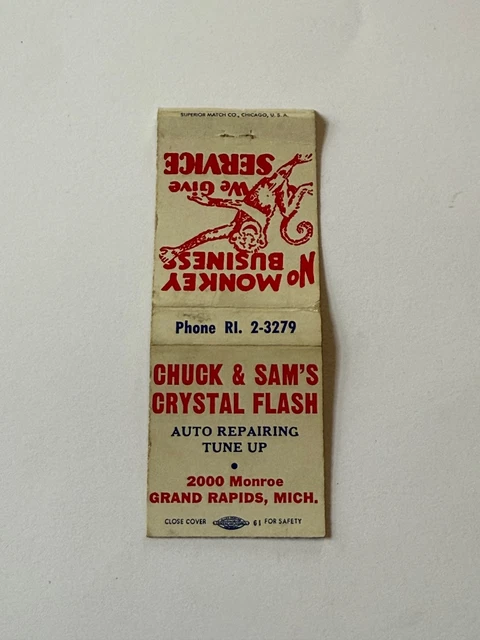 SUPERIOR MATCH CO., CHICAGO, U. S. A.
No MONKEY
BUSINESS
We Give
SERVICE
Phone RI. 2-3279
CHUCK & SAM'S
CRYSTAL FLASH
AUTO REPAIRING
TUNE UP
•
2000 Monroe
GRAND RAPIDS, MICH.
CLOSE COVER 61 FOR SAFETY